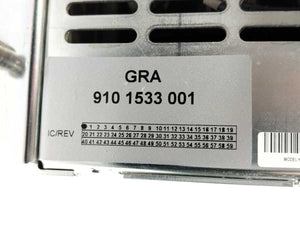 GRA
910 1533 001
IC/REV
1 2 3 4 5 6 7 8 9 10 11 12 13 14 15 16 17 18 19
20 21 22 23 24 25 26 27 28 29 30 31 32 33 34 35 36 37 38 39
40 41 42 43 44 45 46 47 48 49 50 51 52 53 54 55 56 57 58 59
MODEL